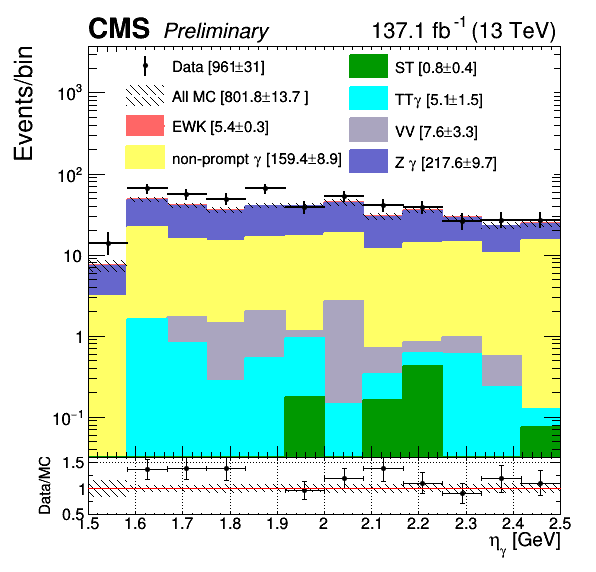 CMS Preliminary 137.1 fb⁻¹ (13 TeV)
Events/bin
Data [961±31]
All MC [801.8±13.7 ]
EWK [5.4±0.3]
non-prompt γ [159.4±8.9]
ST [0.8±0.4]
TTγ [5.1±1.5]
VV [7.6±3.3]
Z γ [217.6±9.7]
10³
10²
10
1
10⁻¹
Data/MC
1.5
1
0.5
1.5 1.6 1.7 1.8 1.9 2 2.1 2.2 2.3 2.4 2.5
ηγ [GeV]